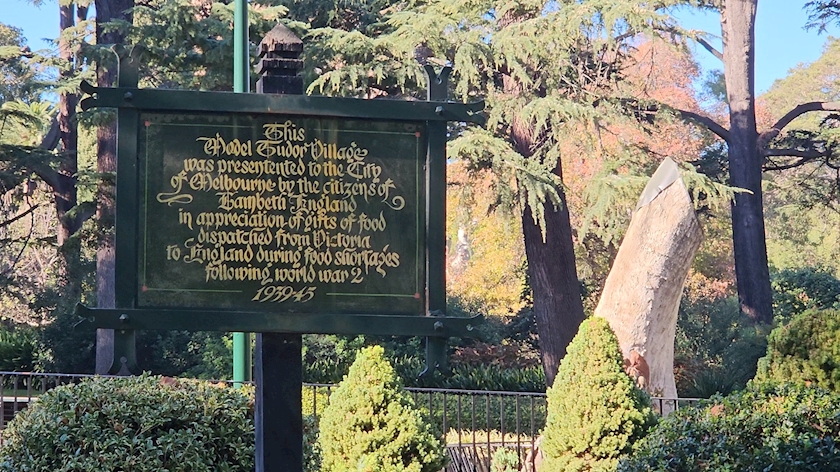 This
Model Tudor Village
was presentented to the City
of Melbourne by the citizens of
Lambeth England
in appreciation of gifts of food
dispatched from Victoria
to England during food shortages
following world war 2
1939-45